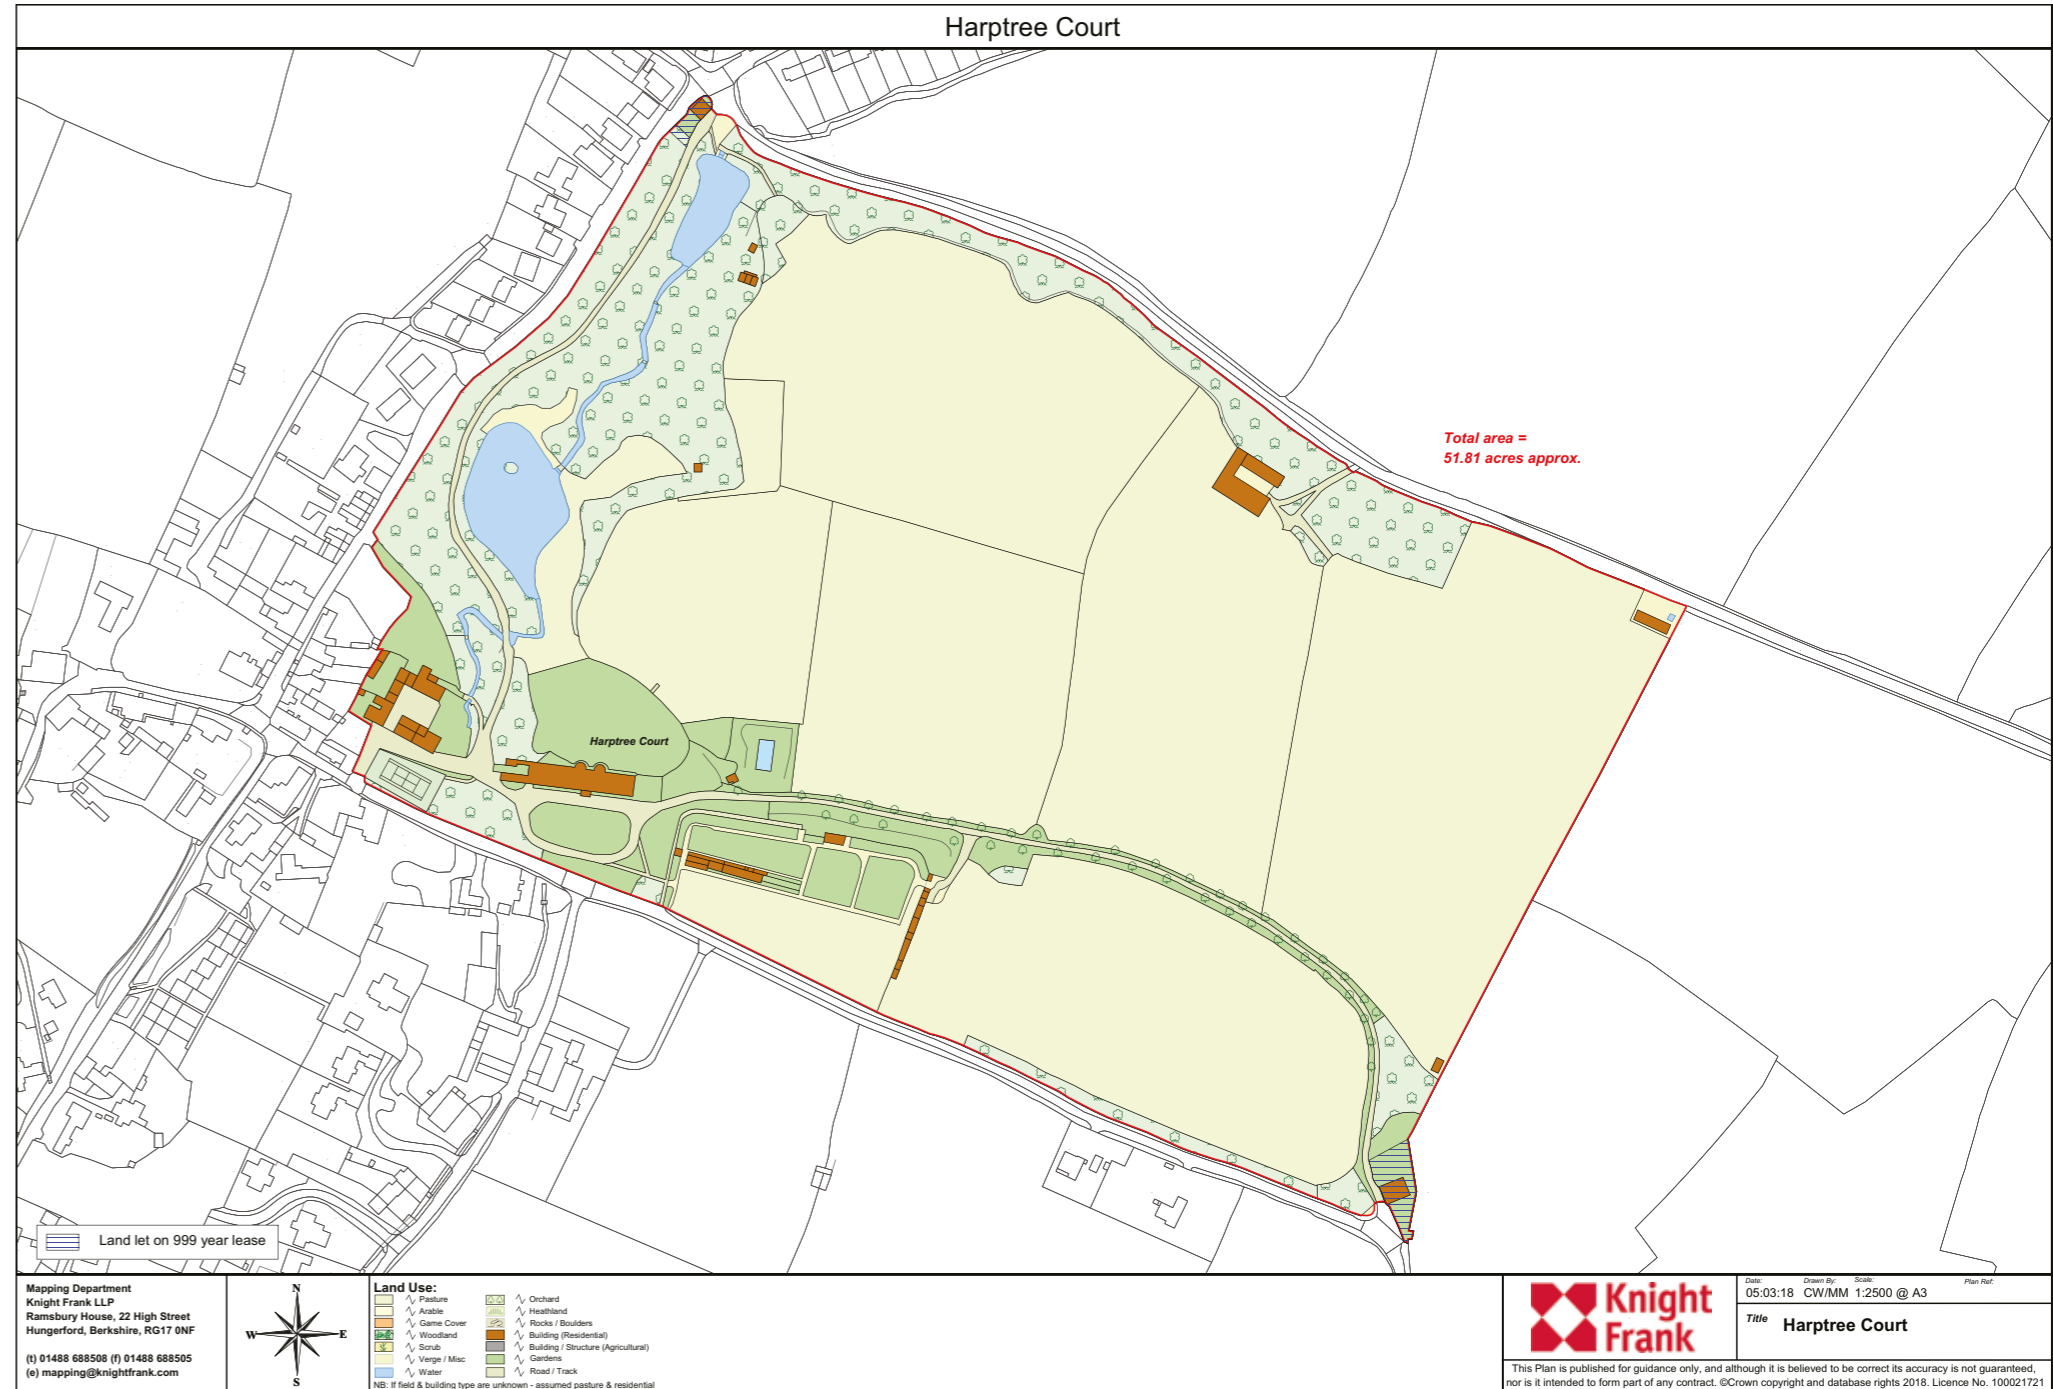 Harptree Court
Total area =
51.81 acres approx.
Harptree Court
Land let on 999 year lease
Mapping Department
Knight Frank LLP
Ramsbury House, 22 High Street
Hungerford, Berkshire, RG17 0NF
(t) 01488 688508 (f) 01488 688505
(e) mapping@knightfrank.com
N
W
E
S
Land Use:
Pasture
Arable
Game Cover
Woodland
Scrub
Verge / Misc
Water
Orchard
Heathland
Rocks / Boulders
Building (Residential)
Building / Structure (Agricultural)
Gardens
Road / Track
NB: If field & building type are unknown - assumed pasture & residential
Knight
Frank
Date: Drawn By: Scale: Plan Ref:
05:03:18 CW/MM 1:2500 @ A3
Title Harptree Court
This Plan is published for guidance only, and although it is believed to be correct its accuracy is not guaranteed,
nor is it intended to form part of any contract. ©Crown copyright and database rights 2018. Licence No. 100021721